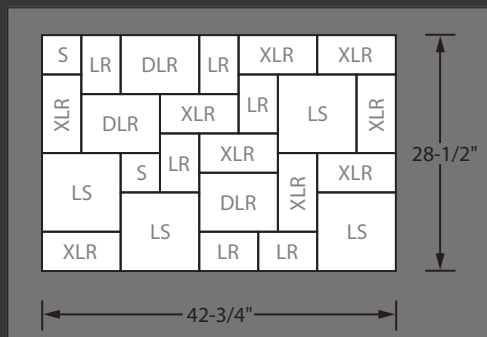 S LR DLR LR XLR XLR
XLR DLR XLR LR LS XLR
28-1/2"
LS S LR XLR XLR XLR
DLR
LS LS
XLR LR LR
42-3/4"